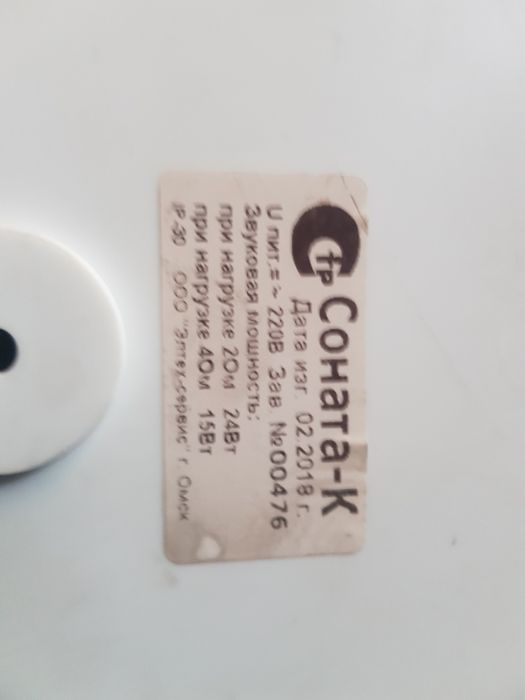 Соната-К
Дата изг. 02.2018 г.
U пит.=~ 220В Зав. №00476
Звуковая мощность:
при нагрузке 2Ом 24Вт
при нагрузке 4Ом 15Вт
IP-30 ООО "Элтех-сервис" г. Омск